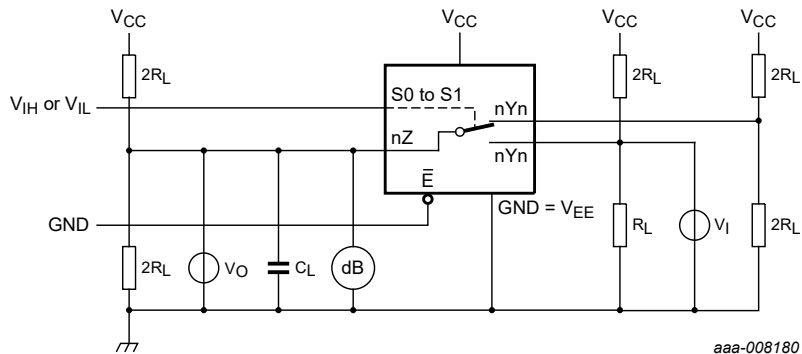 VCC VCC VCC VCC
2RL 2RL 2RL
VIH or VIL S0 to S1 nYn
nZ nYn
E̅
GND GND = VEE
2RL VO CL dB RL VI 2RL
aaa-008180